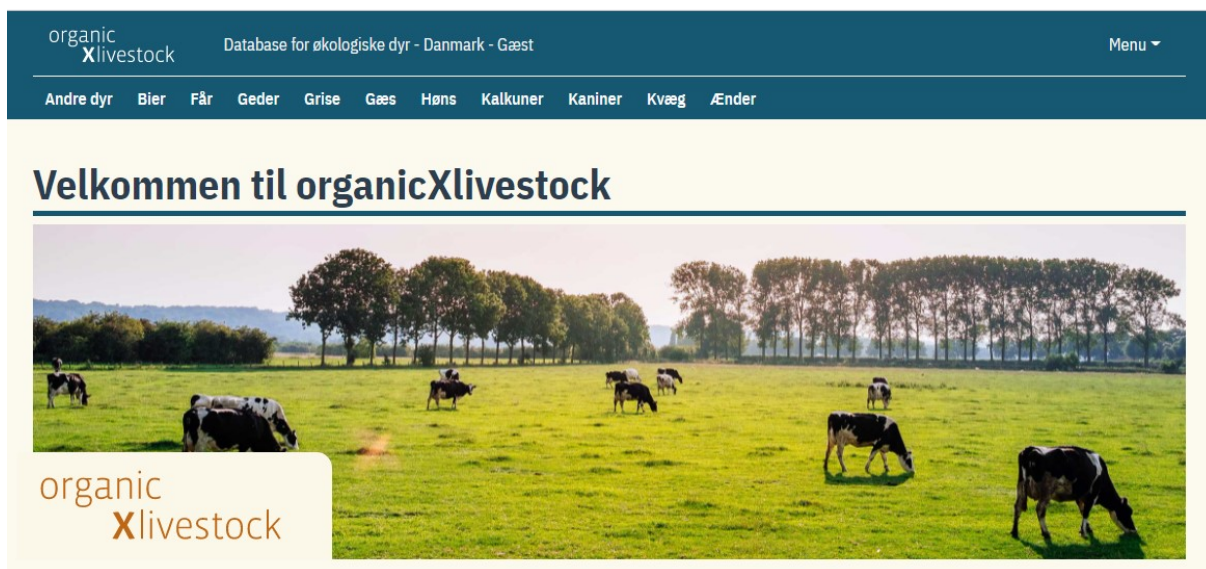 organic
Xlivestock
Database for økologiske dyr - Danmark - Gæst
Menu
Andre dyr Bier Får Geder Grise Gæs Høns Kalkuner Kaniner Kvæg Ænder
Velkommen til organicXlivestock
organic
Xlivestock